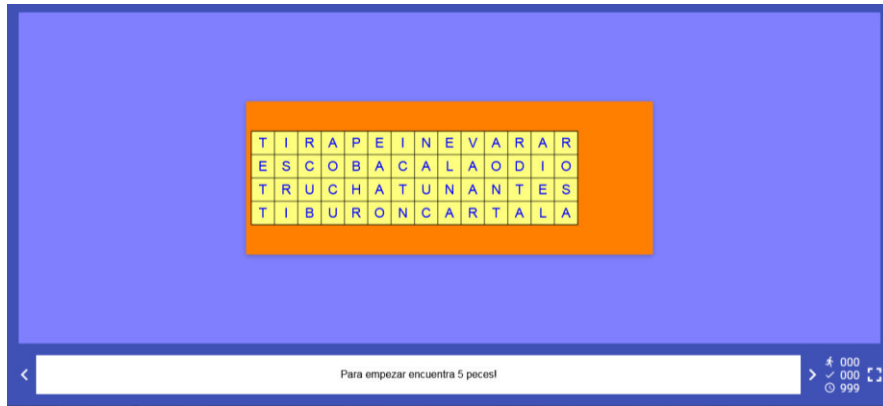 T I R A P E I N E V A R A R
E S C O B A C A L A O D I O
T R U C H A T U N A N T E S
T I B U R O N C A R T A L A
Para empezar encuentra 5 peces!
000
000
999